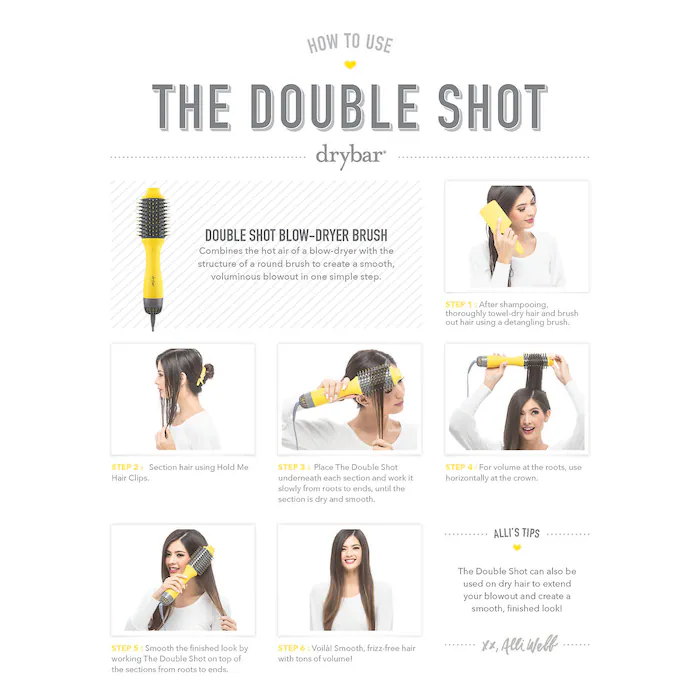 HOW TO USE
THE DOUBLE SHOT
drybar®
DOUBLE SHOT BLOW-DRYER BRUSH
Combines the hot air of a blow-dryer with the
structure of a round brush to create a smooth,
voluminous blowout in one simple step.
STEP 1 : After shampooing,
thoroughly towel-dry hair and brush
out hair using a detangling brush.
STEP 2 : Section hair using Hold Me
Hair Clips.
STEP 3 : Place The Double Shot
underneath each section and work it
slowly from roots to ends, until the
section is dry and smooth.
STEP 4 : For volume at the roots, use
horizontally at the crown.
STEP 5 : Smooth the finished look by
working The Double Shot on top of
the sections from roots to ends.
STEP 6 : Voilà! Smooth, frizz-free hair
with tons of volume!
ALLI'S TIPS
The Double Shot can also be
used on dry hair to extend
your blowout and create a
smooth, finished look!
xx, Alli Webb